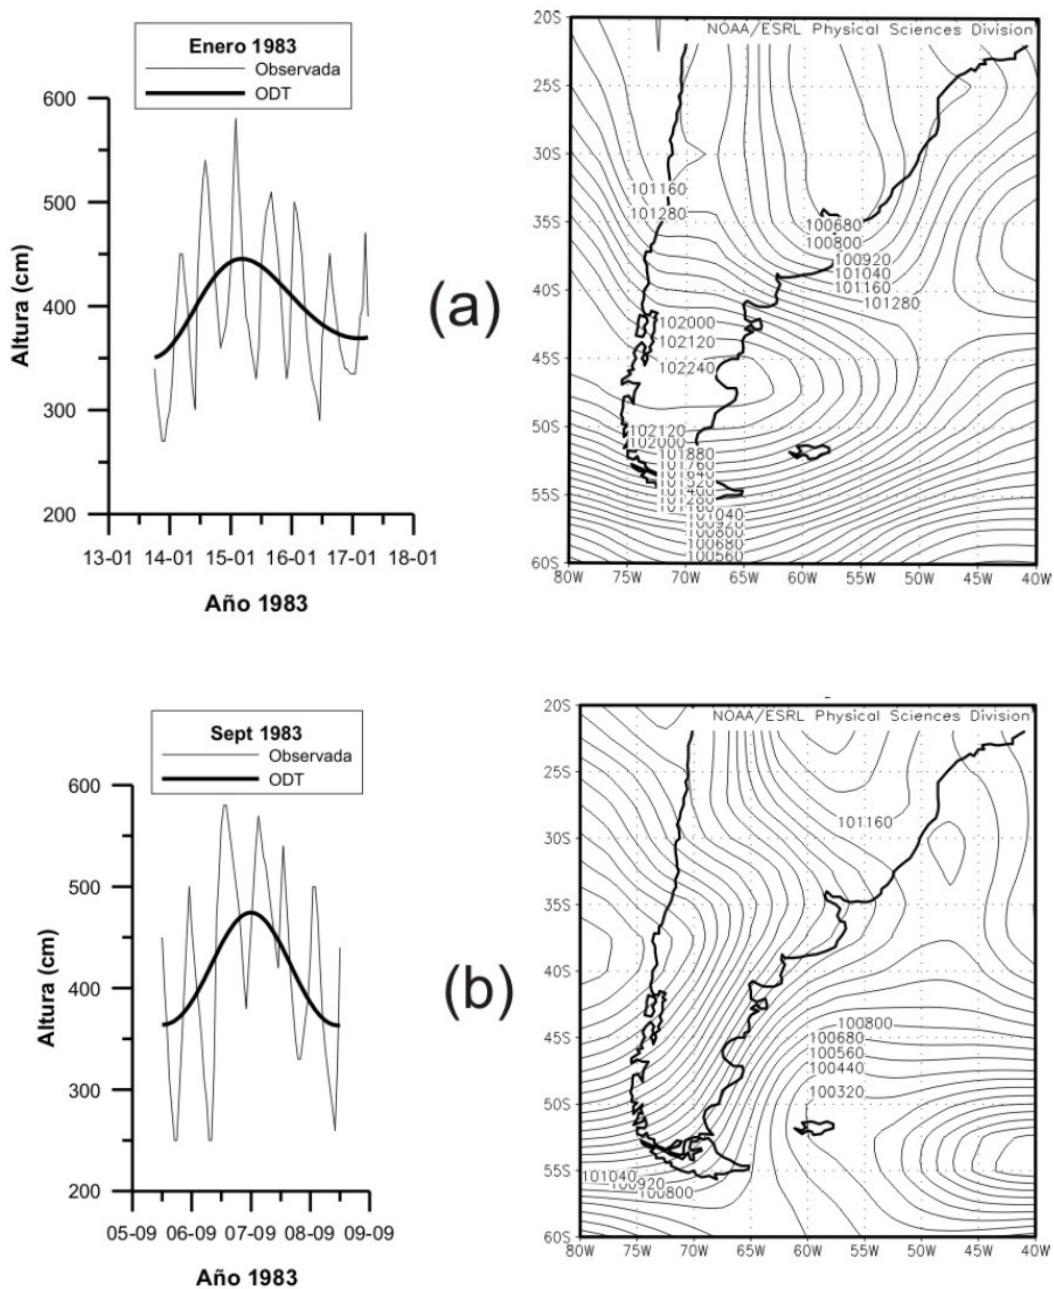 Enero 1983
Observada
ODT
600
500
400
300
200
Altura (cm)
13-01 14-01 15-01 16-01 17-01 18-01
Año 1983
(a)
NOAA/ESRL Physical Sciences Division
20S
25S
30S
35S
40S
45S
50S
55S
60S
101160
101280
100680
100800
100920
101040
101160
101280
102000
102120
102240
102120
102000
101880
101760
101040
100920
100800
100680
100560
80W 75W 70W 65W 60W 55W 50W 45W 40W
Sept 1983
Observada
ODT
600
500
400
300
200
Altura (cm)
05-09 06-09 07-09 08-09 09-09
Año 1983
(b)
NOAA/ESRL Physical Sciences Division
20S
25S
30S
35S
40S
45S
50S
55S
60S
101160
100800
100680
100560
100440
100320
101040
100920
100800
80W 75W 70W 65W 60W 55W 50W 45W 40W